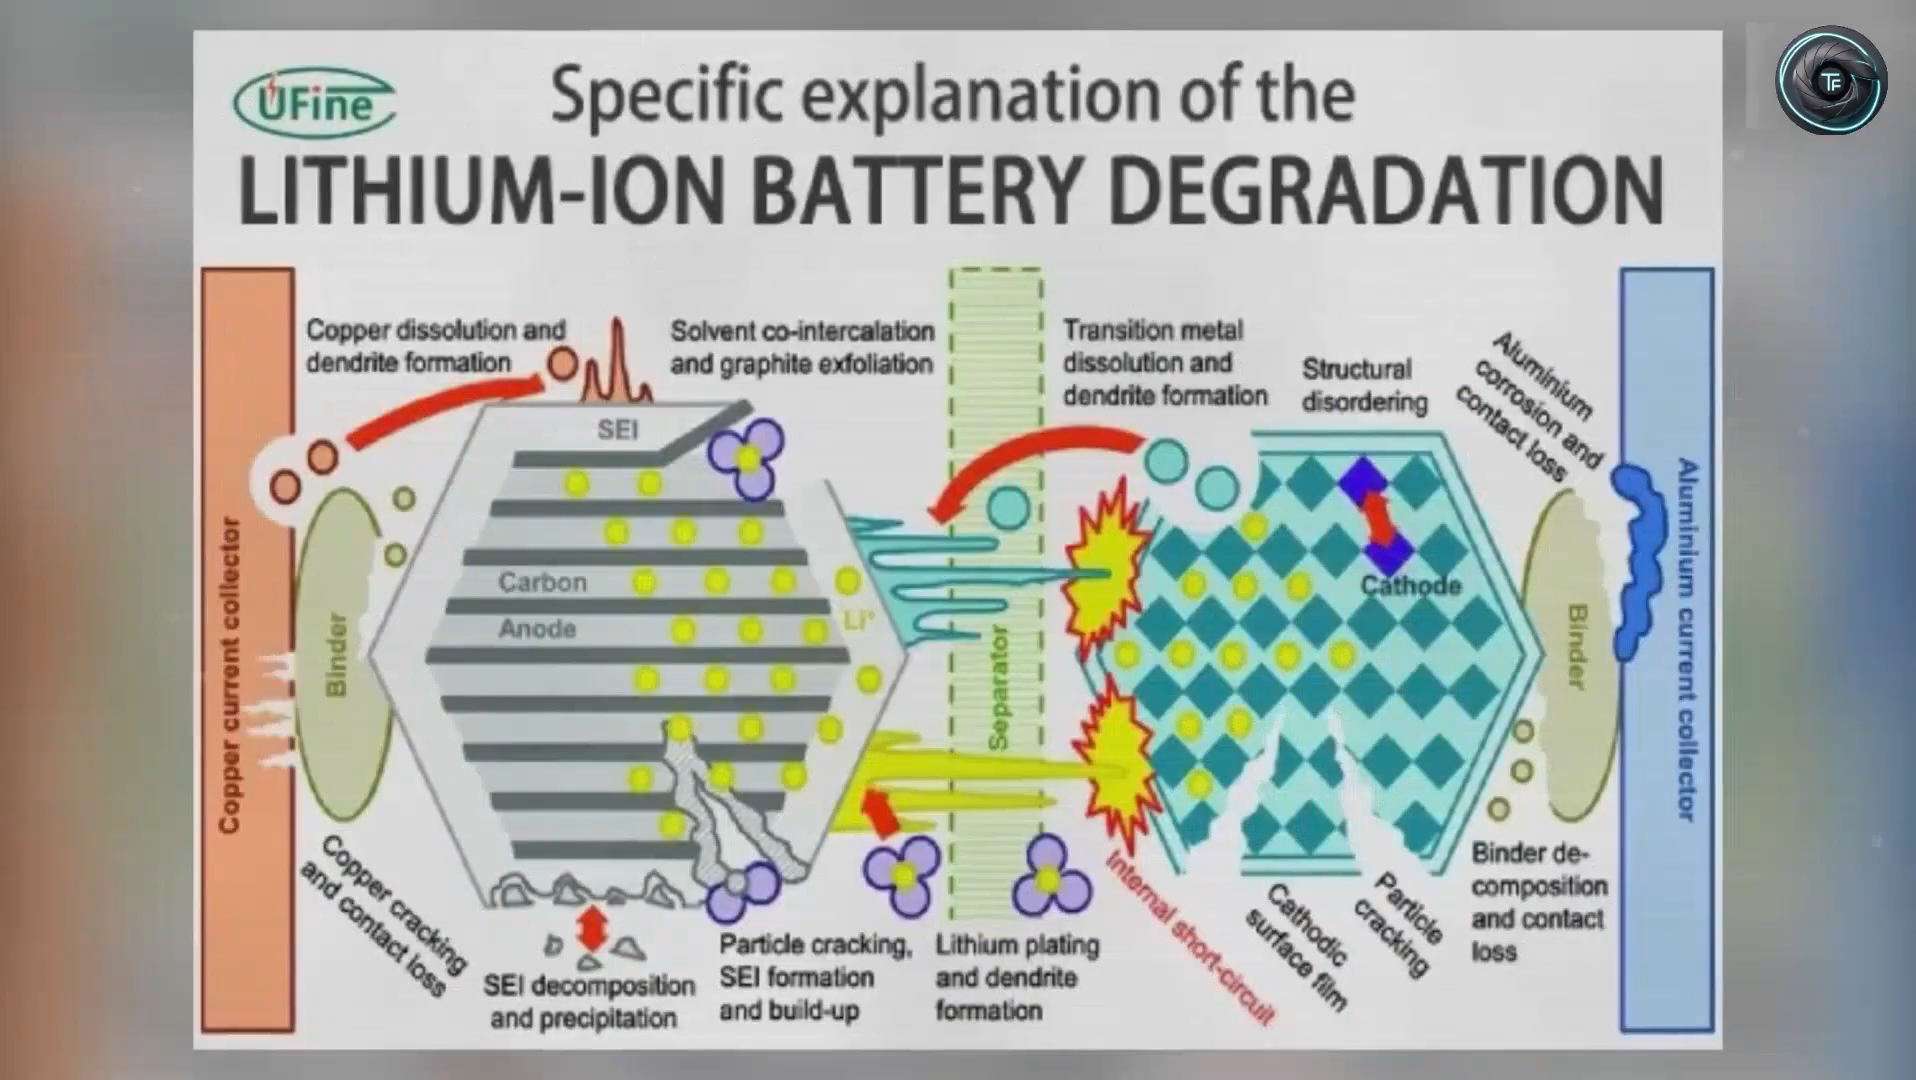 UFine
TF
Specific explanation of the
LITHIUM-ION BATTERY DEGRADATION
Copper dissolution and
dendrite formation
Solvent co-intercalation
and graphite exfoliation
Transition metal
dissolution and
dendrite formation
Structural
disordering
Aluminium
corrosion and
contact loss
SEI
Carbon
Anode
Li⁺
Cathode
Copper current collector
Binder
Separator
Binder
Aluminium current collector
Copper cracking
and contact loss
SEI decomposition
and precipitation
Particle cracking,
SEI formation
and build-up
Lithium plating
and dendrite
formation
Internal short-circuit
Cathodic
surface film
Particle
cracking
Binder de-
composition
and contact
loss